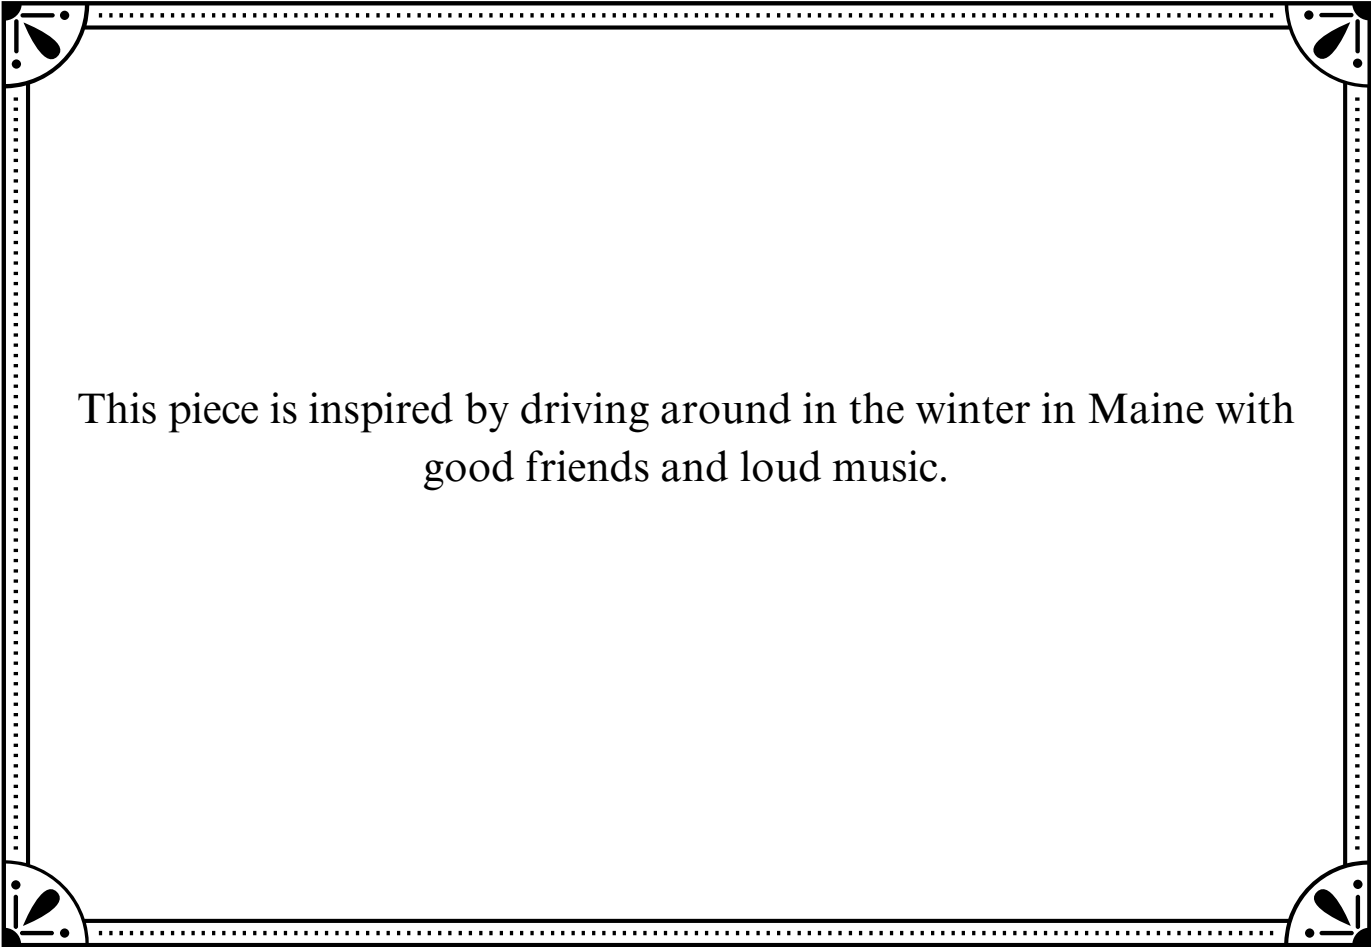 This piece is inspired by driving around in the winter in Maine with
good friends and loud music.